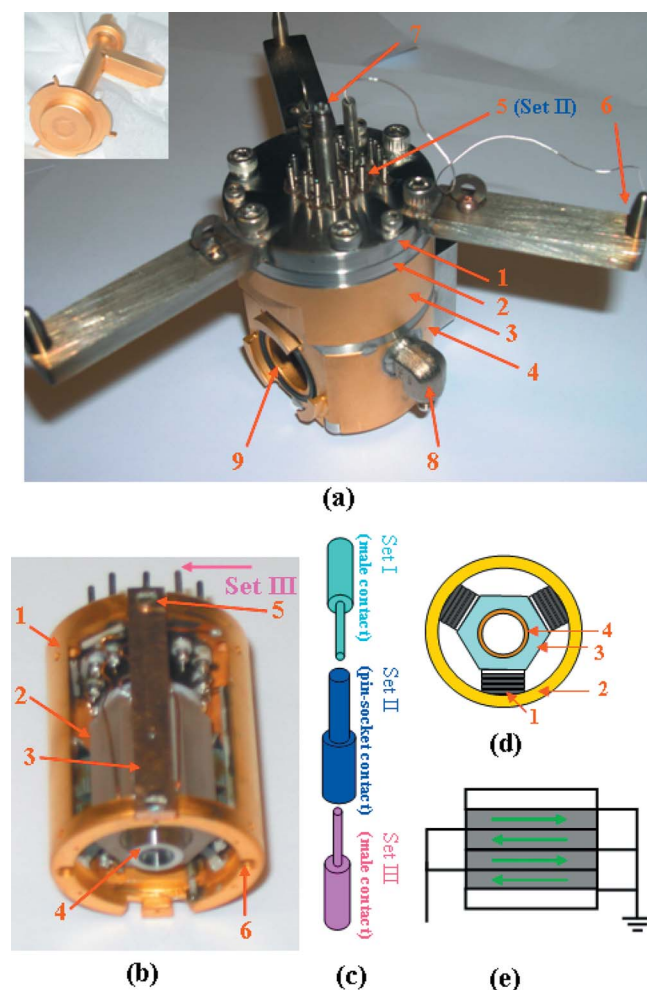 7
5 (Set II)
6
1
2
3
4
9
8
(a)
Set III
1
5
2
3
4
6
(b)
Set I
(male contact)
Set II
(pin-socket contact)
Set III
(male contact)
(c)
4
3
2
1
(d)
(e)